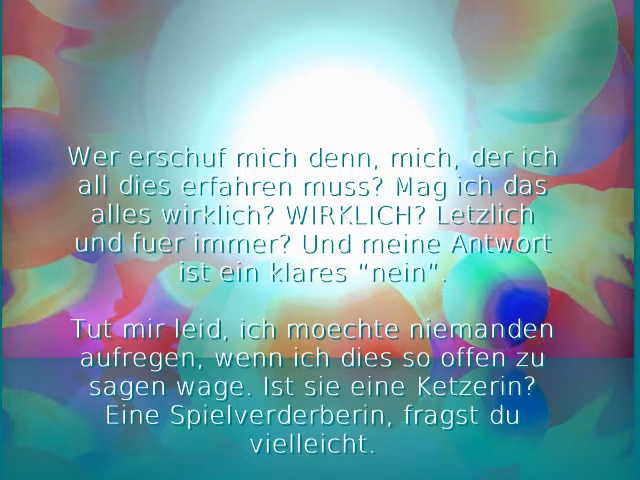 Wer erschuf mich denn, mich, der ich
all dies erfahren muss? Mag ich das
alles wirklich? WIRKLICH? Letzlich
und fuer immer? Und meine Antwort
ist ein klares "nein".
Tut mir leid, ich moechte niemanden
aufregen, wenn ich dies so offen zu
sagen wage. Ist sie eine Ketzerin?
Eine Spielverderberin, fragst du
vielleicht.